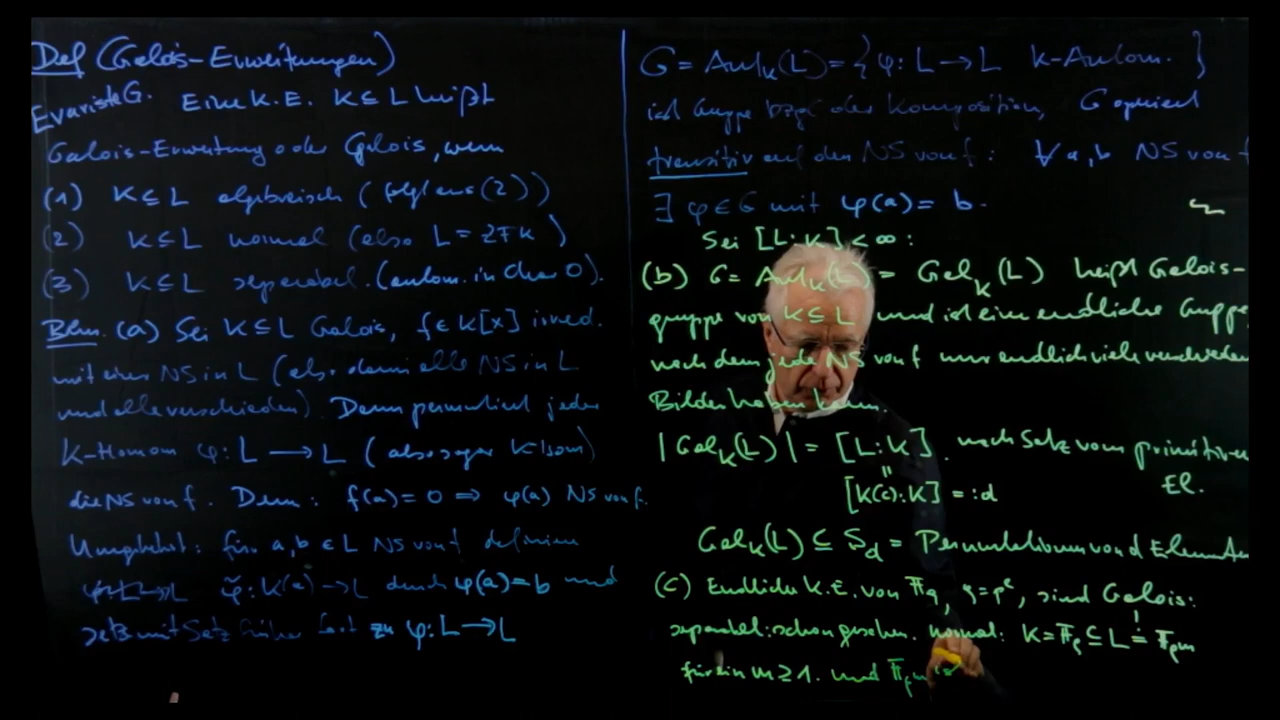 Def (Galois-Erweiterungen)
Evariste G. Eine K.E. K ⊆ L heißt
Galois-Erweiterung oder Galois, wenn
(1) K ⊆ L algebraisch (folgt aus (2))
(2) K ⊆ L normal (also L = ZFK)
(3) K ⊆ L separabel. (autom. in Char 0).
Bem. (a) Sei K ⊆ L Galois, f ∈ K[x] irred.
mit einer NS in L (also dann alle NS in L
und alle verschieden). Dann permutiert jeder
K-Homom φ: L → L (also sogar K-Isom)
die NS von f. Denn: f(a) = 0 ⇒ φ(a) NS von f.
Umgekehrt: für a, b ∈ L NS von f definiere
φ̃: K(a) → L durch φ(a) = b und
setze mit Satz früher fort zu φ: L → L
G = Aut_K(L) = { φ: L → L K-Autom. }
ist Gruppe bzgl der Komposition, G operiert
transitiv auf den NS von f: ∀ a, b NS von f
∃ φ ∈ G mit φ(a) = b.
Sei [L:K] < ∞ :
(b) G = Aut_K(L) = Gal_K(L) heißt Galois-
gruppe von K ⊆ L und ist eine endliche Gruppe
nach dem jede NS von f nur endlich viele verschieden
Bilder haben kann.
|Gal_K(L)| = [L:K]. nach Satz vom primitiven
El.
"
[K(c):K] =: d
Gal_K(L) ⊆ S_d = Permutationen von d Elementen
(c) Endliche K.E. von 𝔽_q, q = p^e, sind Galois:
separabel: schon gesehen. normal: K = 𝔽_q ⊆ L ≐ 𝔽_{p^m}
für ein m ≥ 1. und 𝔽_{p^m} is